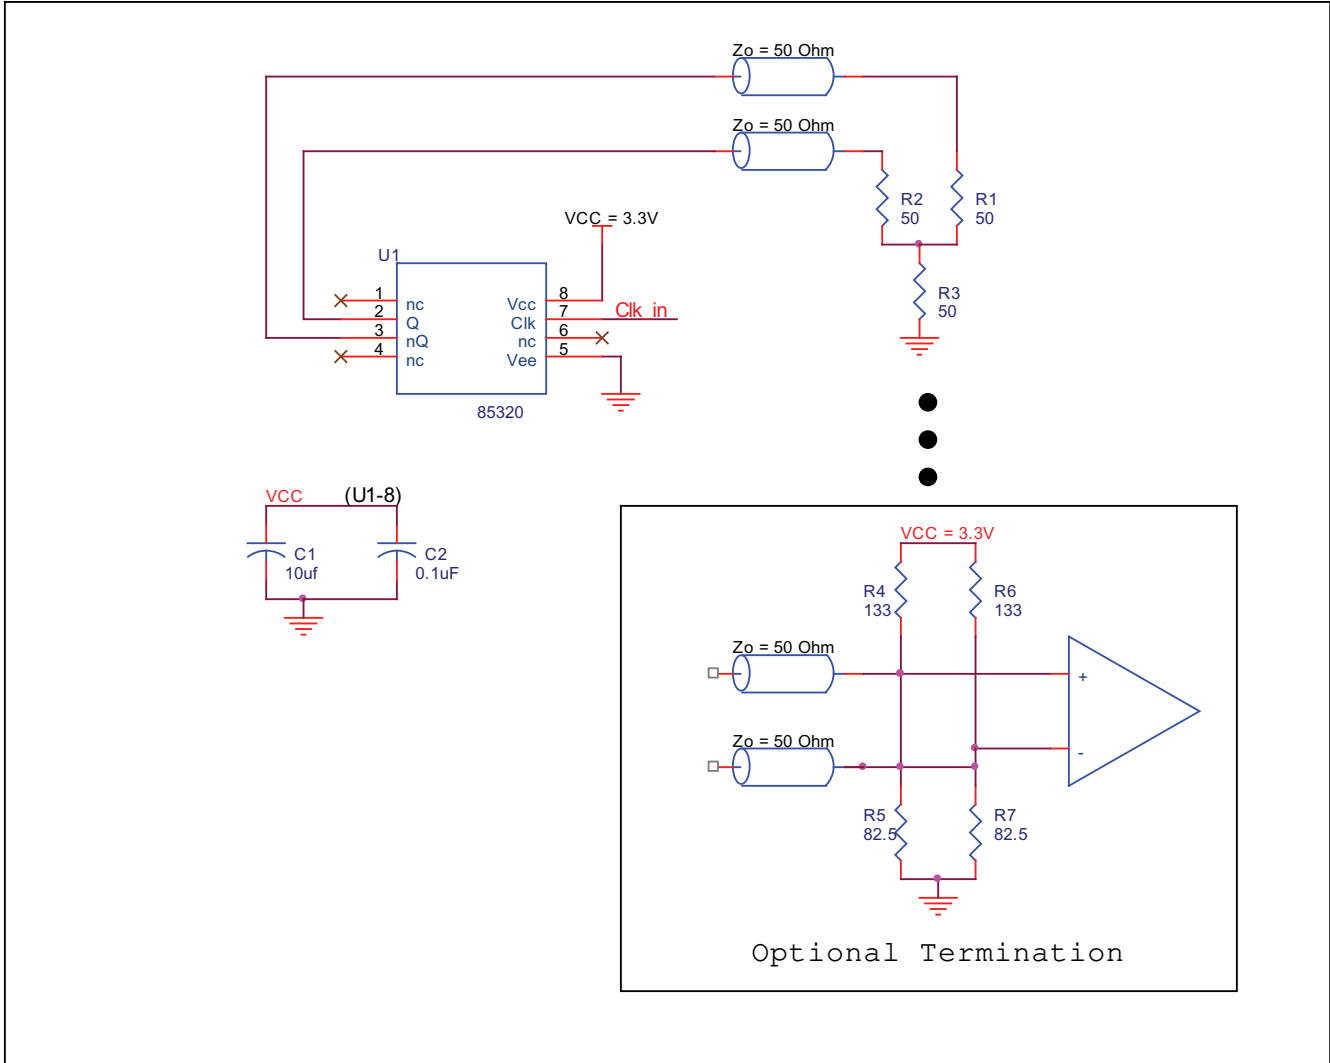 Zo = 50 Ohm
Zo = 50 Ohm
R2
50
R1
50
VCC = 3.3V
U1
1
nc
2
Q
3
nQ
4
nc
8
Vcc
7
Clk
6
nc
5
Vee
Clk_in
85320
R3
50
VCC
(U1-8)
C1
10uf
C2
0.1uF
VCC = 3.3V
R4
133
R6
133
Zo = 50 Ohm
+
Zo = 50 Ohm
-
R5
82.5
R7
82.5
Optional Termination